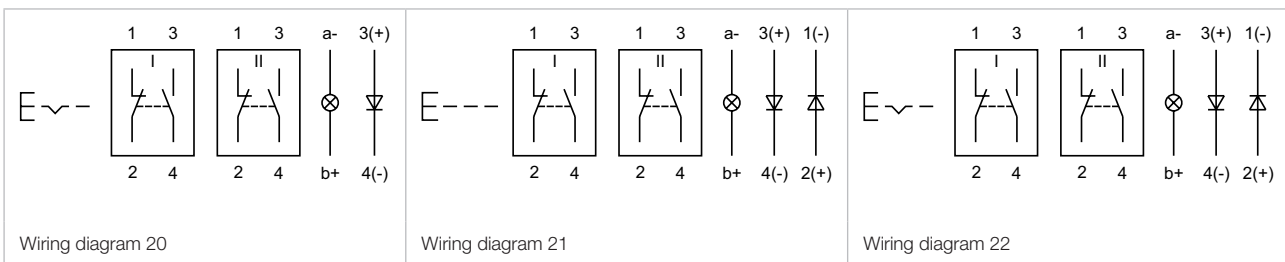 1 3 1 3 a- 3(+)
I II
2 4 2 4 b+ 4(-)
Wiring diagram 20
1 3 1 3 a- 3(+) 1(-)
I II
2 4 2 4 b+ 4(-) 2(+)
Wiring diagram 21
1 3 1 3 a- 3(+) 1(-)
I II
2 4 2 4 b+ 4(-) 2(+)
Wiring diagram 22